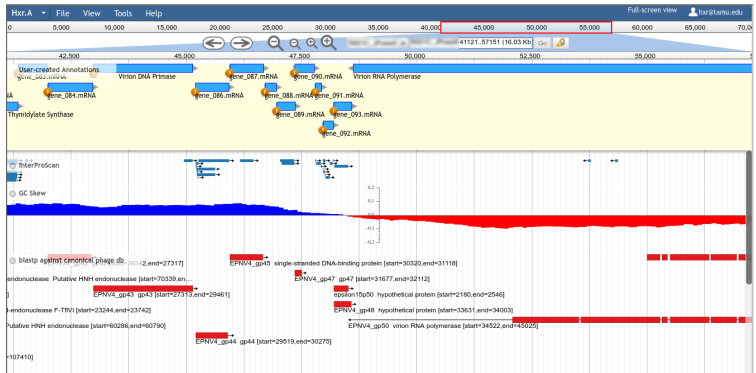 Hxr.A File View Tools Help Full-screen view hxr@tamu.edu
0 5,000 10,000 15,000 20,000 25,000 30,000 35,000 40,000 45,000 50,000 55,000 60,000 65,000 70,0
41121..57151 (16.03 Kb) Go
42,500 45,000 47,500 50,000 52,500 55,000
User-created Annotations
Virion DNA Primase gene_087.mRNA gene_090.mRNA Virion RNA Polymerase
gene_084.mRNA gene_086.mRNA gene_088.mRNA gene_091.mRNA
Thymidylate Synthase gene_089.mRNA gene_093.mRNA
gene_092.mRNA
InterProScan
GC Skew
0.2
0.1
0
-0.1
-0.2
blastp against canonical phage db
2,end=27317] EPNV4_gp45 single-stranded DNA-binding protein [start=30320,end=31118]
endonuclease Putative HNH endonuclease [start=70339,en... EPNV4_gp47 gp47 [start=31677,end=32112]
] EPNV4_gp43 gp43 [start=27313,end=29461] epsilon15p50 hypothetical protein [start=2180,end=2546]
I-endonuclease F-TflVI [start=23244,end=23742] EPNV4_gp48 hypothetical protein [start=33631,end=34003]
Putative HNH endonuclease [start=60286,end=60790] EPNV4_gp50 virion RNA polymerase [start=34522,end=45025]
EPNV4_gp44 gp44 [start=29519,end=30275]
=107410]